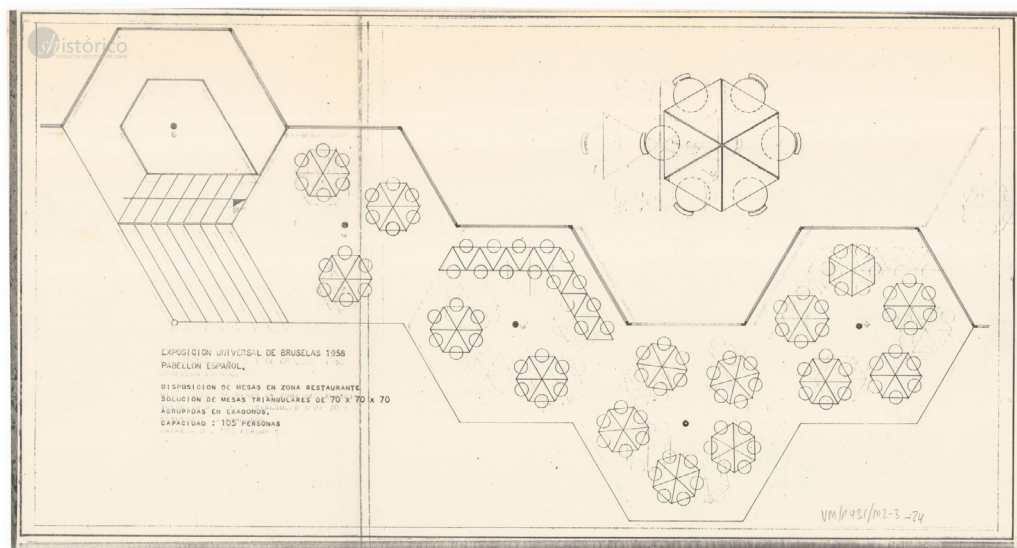 shistórico
EXPOSICION UNIVERSAL DE BRUSELAS 1958
PABELLON ESPAÑOL.
DISPOSICION DE MESAS EN ZONA RESTAURANTE
SOLUCION DE MESAS TRIANGULARES DE 70 x 70 x 70
AGRUPADAS EN EXAGONOS.
CAPACIDAD : 105 PERSONAS